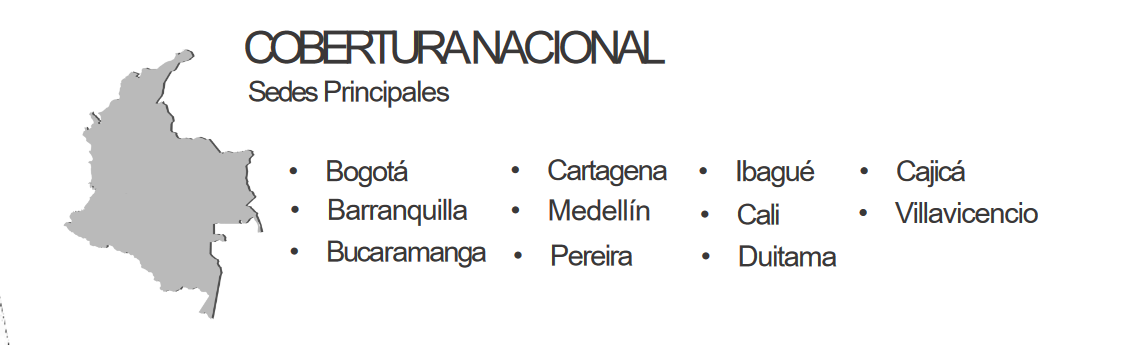 COBERTURA NACIONAL
Sedes Principales
• Bogotá
• Barranquilla
• Bucaramanga
• Cartagena
• Medellín
• Pereira
• Ibagué
• Cali
• Duitama
• Cajicá
• Villavicencio